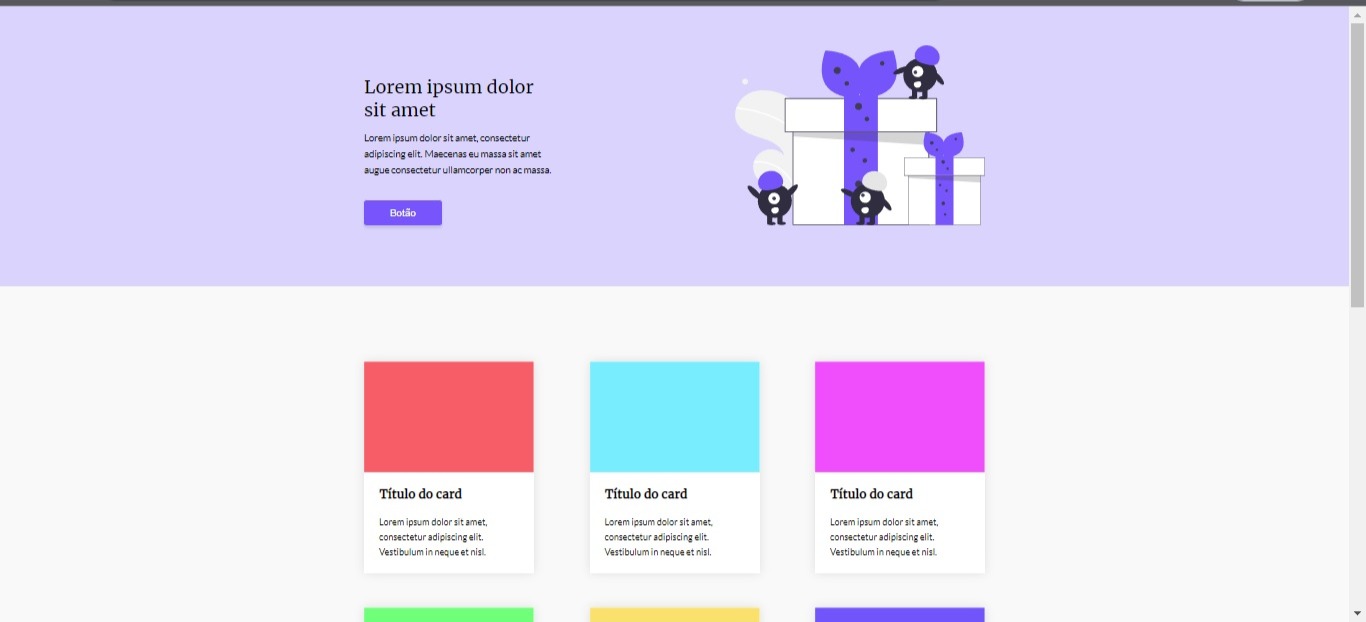 Lorem ipsum dolor
sit amet
Lorem ipsum dolor sit amet, consectetur
adipiscing elit. Maecenas eu massa sit amet
augue consectetur ullamcorper non ac massa.
Botão
Título do card
Lorem ipsum dolor sit amet,
consectetur adipiscing elit.
Vestibulum in neque et nisl.
Título do card
Lorem ipsum dolor sit amet,
consectetur adipiscing elit.
Vestibulum in neque et nisl.
Título do card
Lorem ipsum dolor sit amet,
consectetur adipiscing elit.
Vestibulum in neque et nisl.